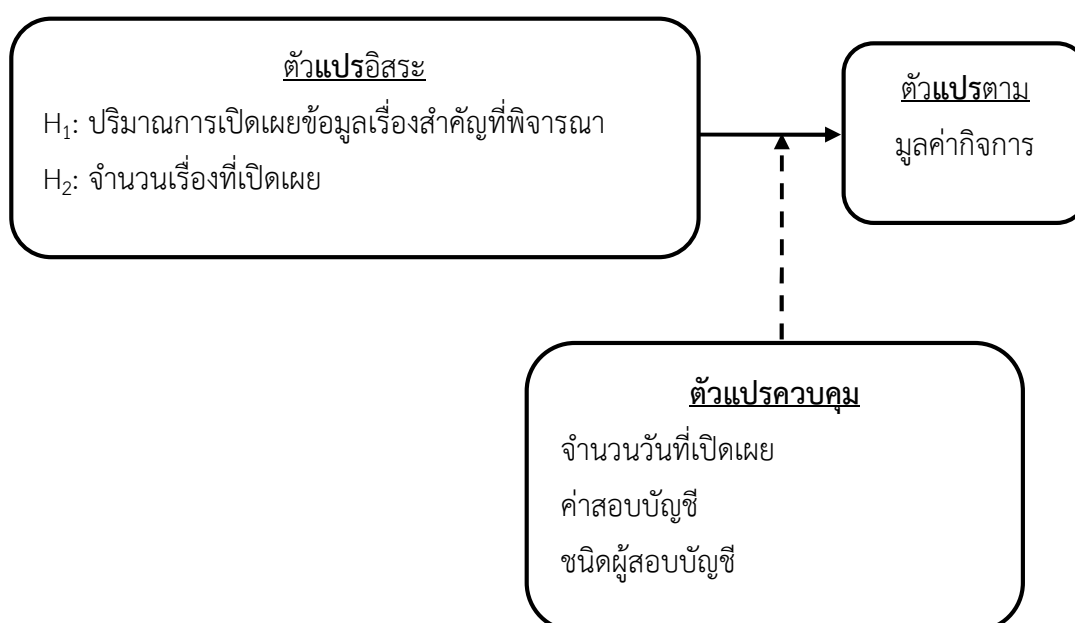 ตัวแปรอิสระ
H₁: ปริมาณการเปิดเผยข้อมูลเรื่องสำคัญที่พิจารณา
H₂: จำนวนเรื่องที่เปิดเผย
ตัวแปรตาม
มูลค่ากิจการ
ตัวแปรควบคุม
จำนวนวันที่เปิดเผย
ค่าสอบบัญชี
ชนิดผู้สอบบัญชี